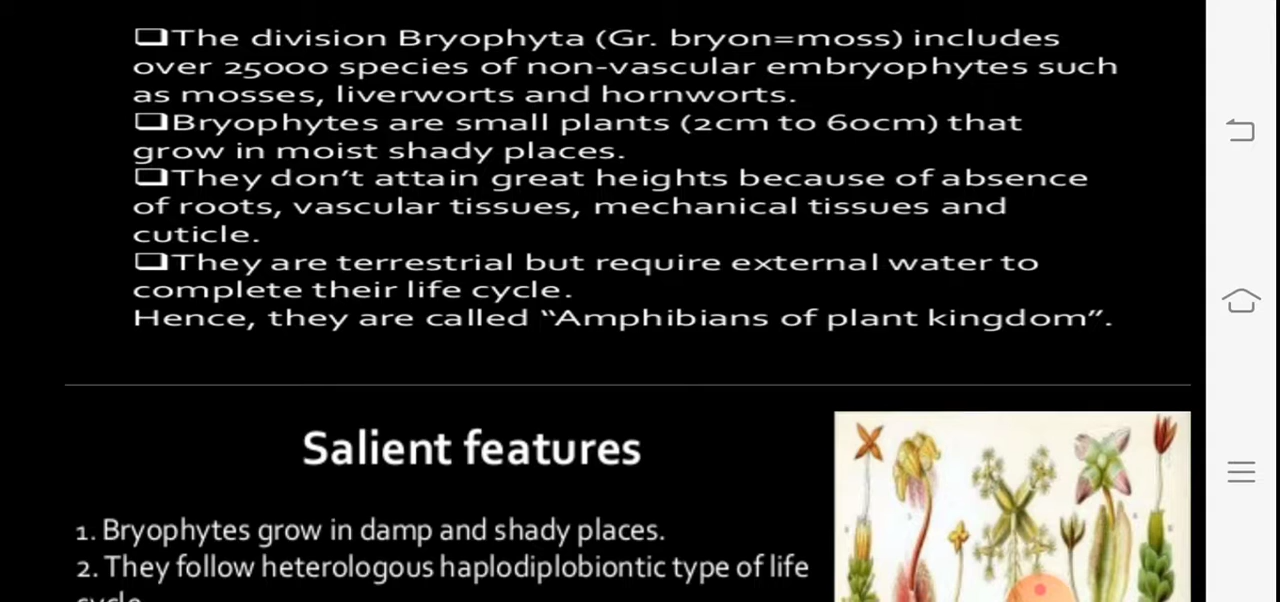 ❑The division Bryophyta (Gr. bryon=moss) includes
over 25000 species of non-vascular embryophytes such
as mosses, liverworts and hornworts.
❑Bryophytes are small plants (2cm to 60cm) that
grow in moist shady places.
❑They don’t attain great heights because of absence
of roots, vascular tissues, mechanical tissues and
cuticle.
❑They are terrestrial but require external water to
complete their life cycle.
Hence, they are called “Amphibians of plant kingdom”.
Salient features
1. Bryophytes grow in damp and shady places.
2. They follow heterologous haplodiplobiontic type of life